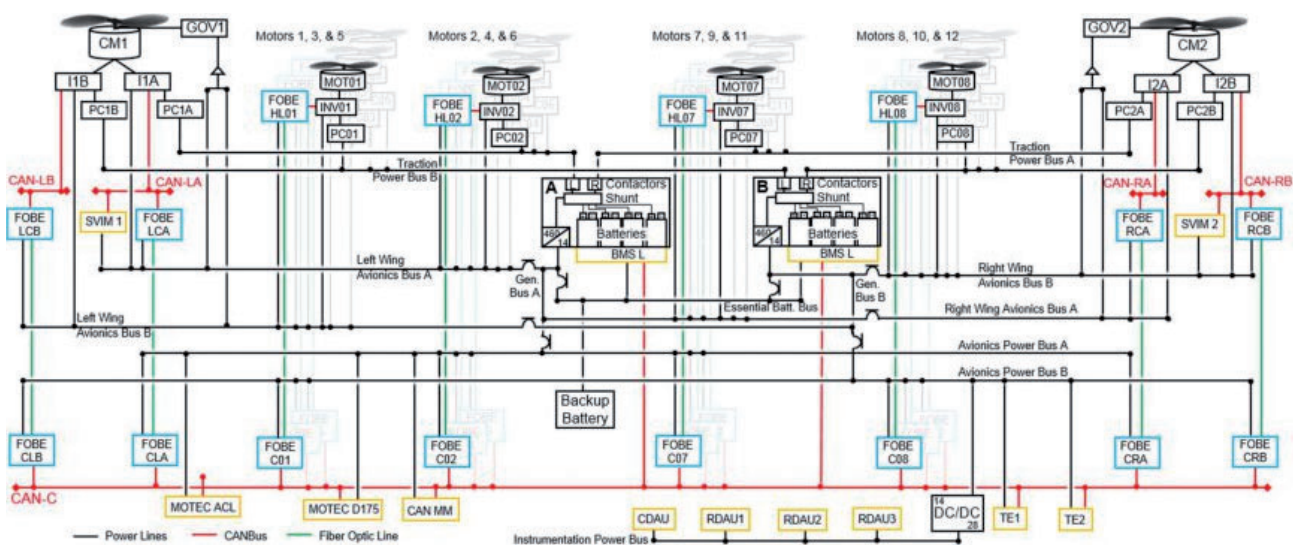 GOV1
CM1
Motors 1, 3, & 5
Motors 2, 4, & 6
Motors 7, 9, & 11
Motors 8, 10, & 12
GOV2
CM2
I1B
I1A
PC1B
PC1A
FOBE
HL01
MOT01
INV01
PC01
FOBE
HL02
MOT02
INV02
PC02
FOBE
HL07
MOT07
INV07
PC07
FOBE
HL08
MOT08
INV08
PC08
I2A
I2B
PC2A
PC2B
Traction
Power Bus B
Traction
Power Bus A
CAN-LB
CAN-LA
CAN-RA
CAN-RB
FOBE
LCB
SVIM 1
FOBE
LCA
A
L
R
Contactors
Shunt
Batteries
460
14
BMS L
B
L
R
Contactors
Shunt
Batteries
460
14
BMS L
FOBE
RCA
SVIM 2
FOBE
RCB
Left Wing
Avionics Bus A
Gen.
Bus A
Gen.
Bus B
Right Wing
Avionics Bus B
Essential Batt. Bus
Left Wing
Avionics Bus B
Right Wing Avionics Bus A
Avionics Power Bus A
Avionics Power Bus B
Backup
Battery
FOBE
CLB
FOBE
CLA
FOBE
C01
FOBE
C02
FOBE
C07
FOBE
C08
FOBE
CRA
FOBE
CRB
CAN-C
MOTEC ACL
MOTEC D175
CAN MM
CDAU
RDAU1
RDAU2
RDAU3
14
DC/DC
28
TE1
TE2
Power Lines
CANBus
Fiber Optic Line
Instrumentation Power Bus